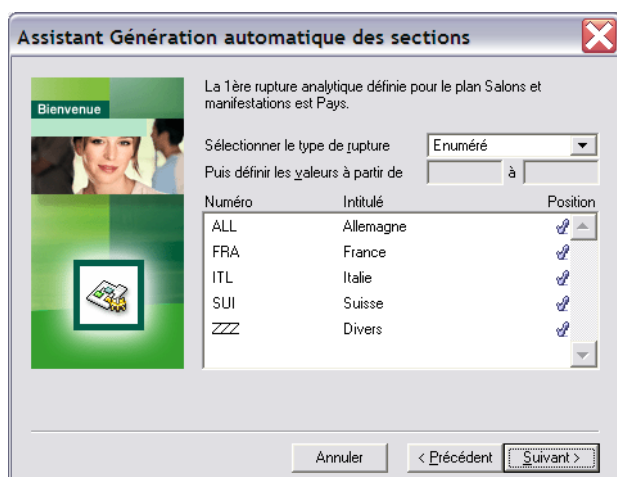 Assistant Génération automatique des sections
Bienvenue
La 1ère rupture analytique définie pour le plan Salons et
manifestations est Pays.
Sélectionner le type de rupture Enuméré
Puis définir les valeurs à partir de à
Numéro Intitulé Position
ALL Allemagne
FRA France
ITL Italie
SUI Suisse
ZZZ Divers
Annuler < Précédent Suivant >